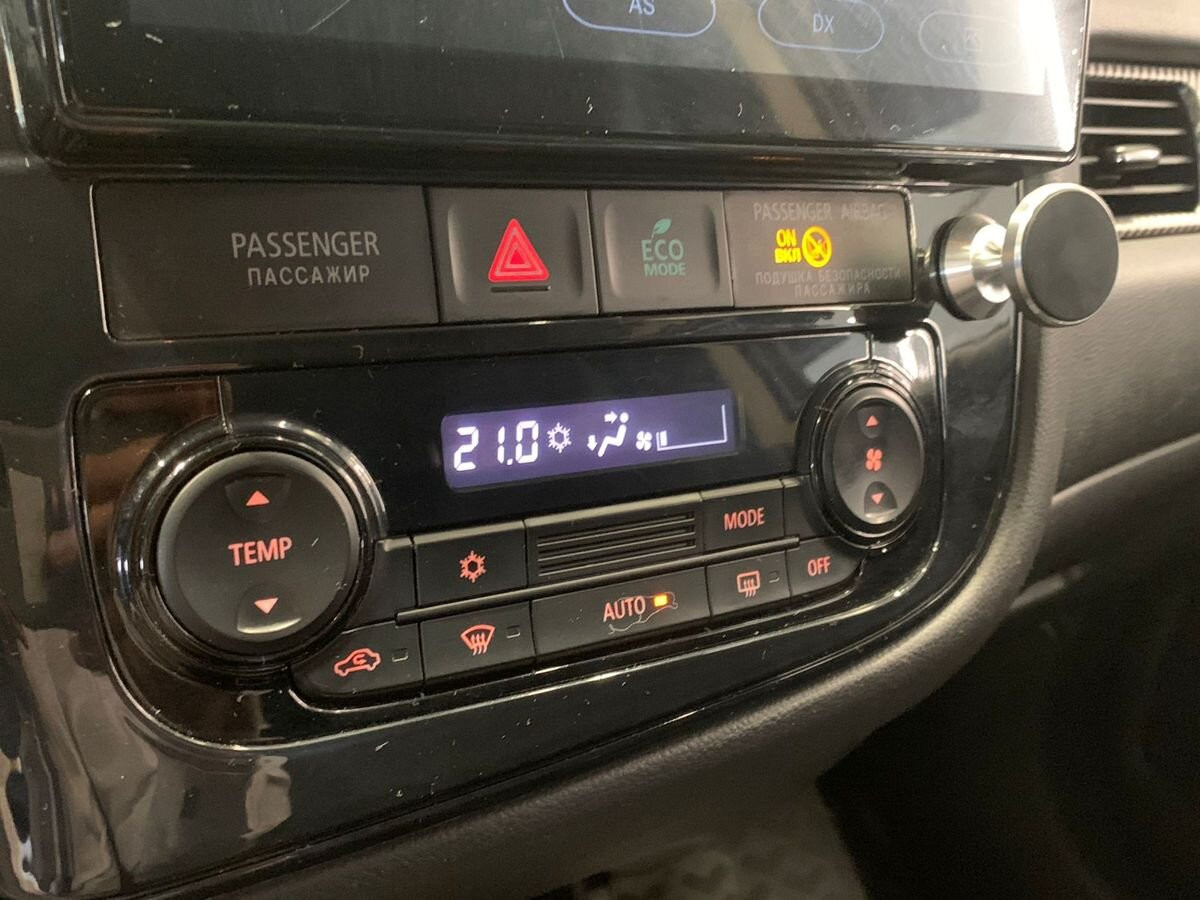 AS
DX
PASSENGER
ПАССАЖИР
ECO
MODE
PASSENGER AIRBAG
ON
ВКЛ
ПОДУШКА БЕЗОПАСНОСТИ
ПАССАЖИРА
21.0
TEMP
MODE
AUTO
OFF